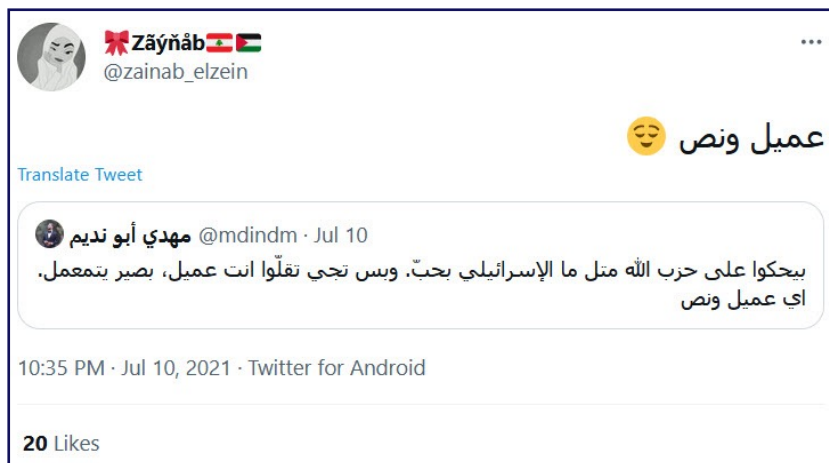 🎀Zãýňåb🇱🇧🇵🇸
@zainab_elzein
عميل ونص 😌
Translate Tweet
مهدي أبو نديم @mdindm · Jul 10
بيحكوا على حزب الله متل ما الإسرائيلي بحبّ. وبس تجي تقلّوا انت عميل، بصير يتمعمل.
اي عميل ونص
10:35 PM · Jul 10, 2021 · Twitter for Android
20 Likes